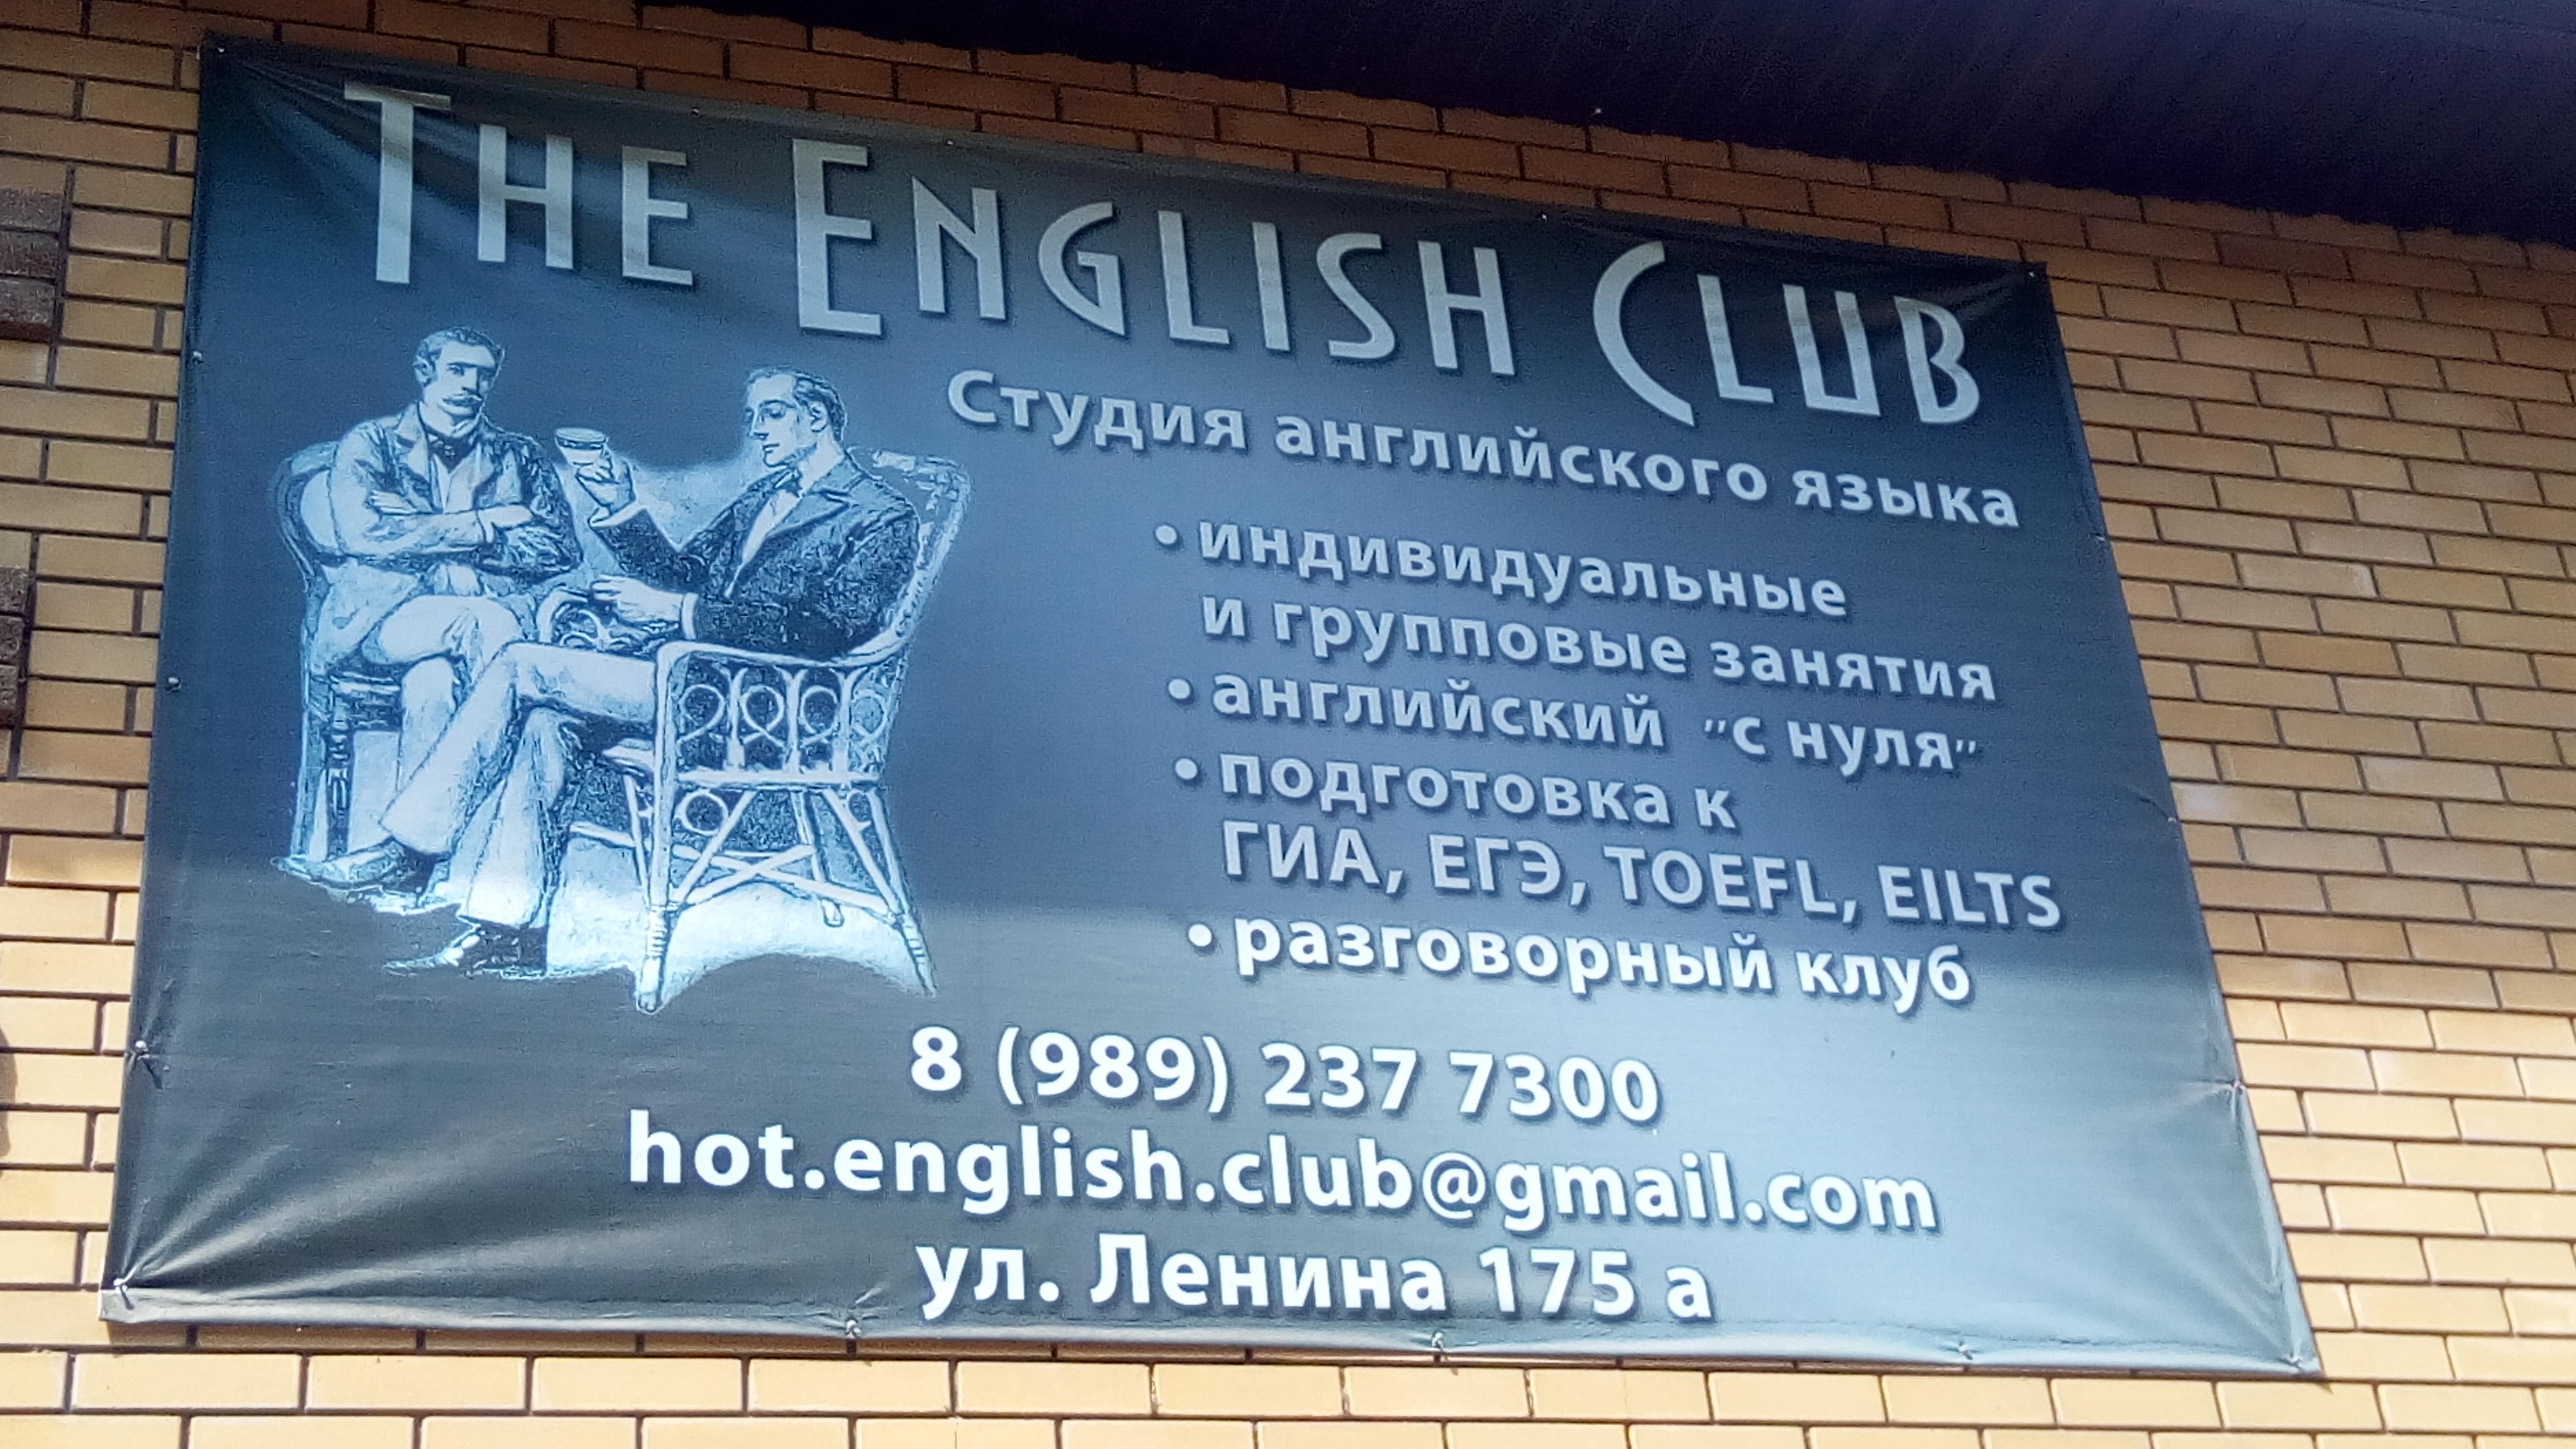 THE ENGLISH CLUB
Студия английского языка
• индивидуальные
и групповые занятия
• английский "с нуля"
• подготовка к
ГИА, ЕГЭ, TOEFL, EILTS
• разговорный клуб
8 (989) 237 7300
hot.english.club@gmail.com
ул. Ленина 175 а